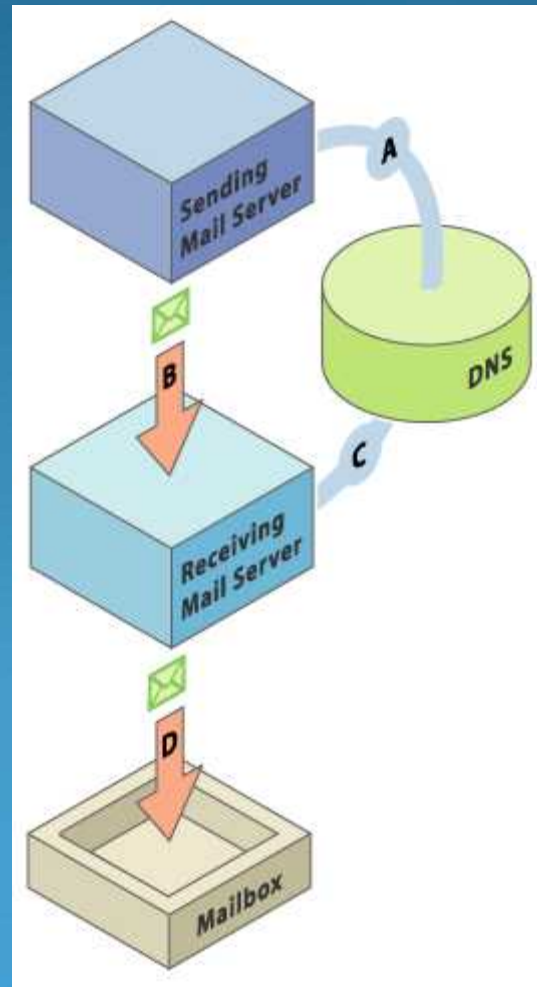 Sending
Mail Server
A
DNS
B
C
Receiving
Mail Server
D
Mailbox